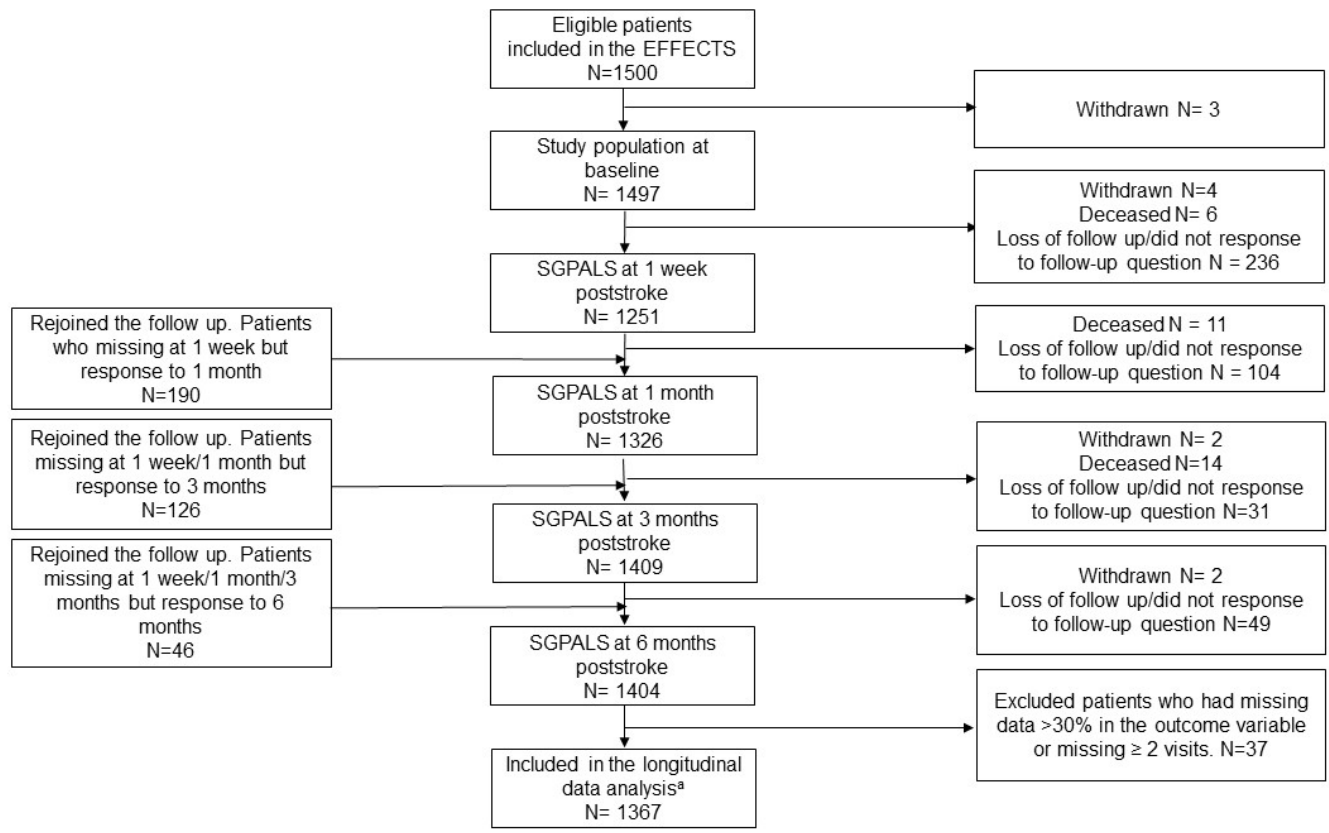 Eligible patients
included in the EFFECTS
N=1500
Withdrawn N= 3
Study population at
baseline
N= 1497
Withdrawn N=4
Deceased N= 6
Loss of follow up/did not response
to follow-up question N = 236
SGPALS at 1 week
poststroke
N= 1251
Rejoined the follow up. Patients
who missing at 1 week but
response to 1 month
N=190
Deceased N = 11
Loss of follow up/did not response
to follow-up question N = 104
SGPALS at 1 month
poststroke
N= 1326
Rejoined the follow up. Patients
missing at 1 week/1 month but
response to 3 months
N=126
Withdrawn N= 2
Deceased N=14
Loss of follow up/did not response
to follow-up question N=31
SGPALS at 3 months
poststroke
N= 1409
Rejoined the follow up. Patients
missing at 1 week/1 month/3
months but response to 6
months
N=46
Withdrawn N= 2
Loss of follow up/did not response
to follow-up question N=49
SGPALS at 6 months
poststroke
N= 1404
Excluded patients who had missing
data >30% in the outcome variable
or missing ≥ 2 visits. N=37
Included in the longitudinal
data analysisᵃ
N= 1367